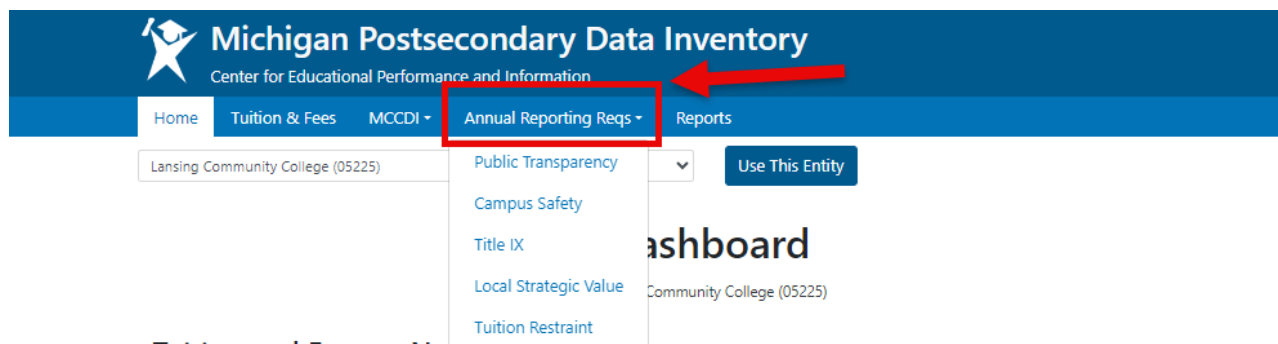 Michigan Postsecondary Data Inventory
Center for Educational Performance and Information
Home Tuition & Fees MCCDI Annual Reporting Reqs Reports
Lansing Community College (05225) Use This Entity
Public Transparency
Campus Safety
Title IX
ashboard
Local Strategic Value
Community College (05225)
Tuition Restraint